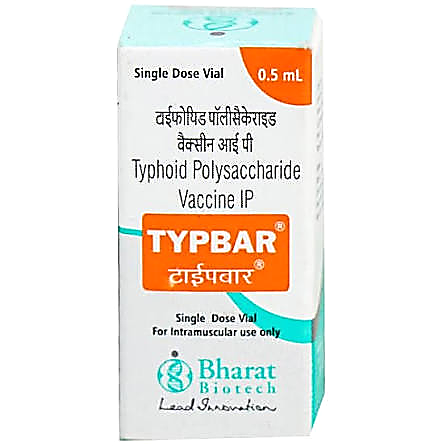 Single Dose Vial
0.5 mL
टाईफोयिड पॉलीसैकेराइड
वैक्सीन आई पी
Typhoid Polysaccharide
Vaccine IP
TYPBAR®
टाईपबार®
Single Dose Vial
For Intramuscular use only
Bharat
Biotech
Lead Innovation